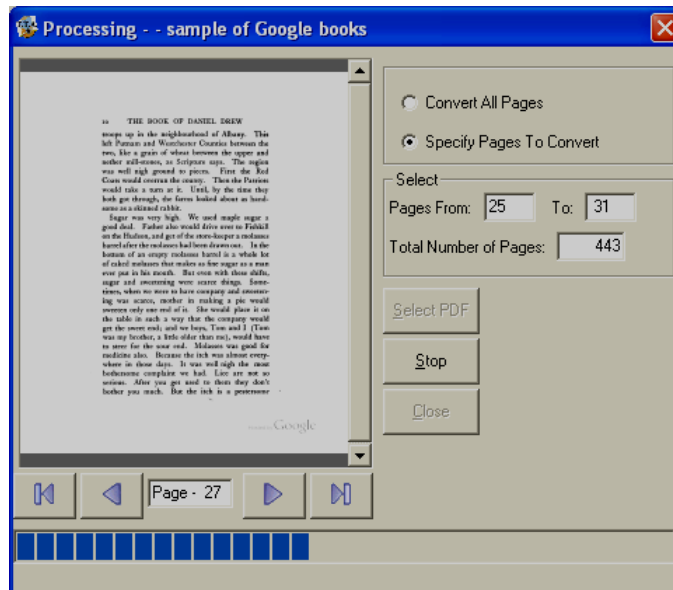 Processing - - sample of Google books
10 THE BOOK OF DANIEL DREW
troops up in the neighbourhood of Albany. This
left Putnam and Westchester Counties between the
two, like a grain of wheat between the upper and
nether mill-stones, as Scripture says. The region
was well nigh ground to pieces. First the Red
Coats would overrun the county. Then the Patriots
would take a turn at it. Until, by the time they
both got through, the farms looked about as hand-
some as a skinned rabbit.
Sugar was very high. We used maple sugar a
good deal. Father also would drive over to Fishkill
on the Hudson, and get of the store-keeper a molasses
barrel after the molasses had been drawn out. In the
bottom of an empty molasses barrel is a whole lot
of caked molasses that makes as fine sugar as a man
ever put in his mouth. But even with these shifts,
sugar and sweetening were scarce things. Some-
times, when we were to have company and sweeten-
ing was scarce, mother in making a pie would
sweeten only one end of it. She would place it on
the table in such a way that the company would
get the sweet end; and we boys, Tom and I (Tom
was my brother, a little older than me), would have
to steer for the sour end. Molasses was good for
medicine also. Because the itch was almost every-
where in those days. It was well nigh the most
bothersome complaint we had. Lice are not so
serious. After you get used to them they don't
bother you much. But the itch is a pestersome
Google
Page - 27
Convert All Pages
Specify Pages To Convert
Select
Pages From: 25 To: 31
Total Number of Pages: 443
Select PDF
Stop
Close